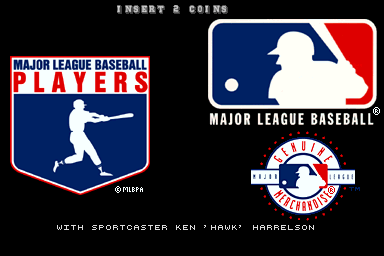 INSERT 2 COINS
MAJOR LEAGUE BASEBALL
PLAYERS
©MLBPA
MAJOR LEAGUE BASEBALL®
GENUINE
MAJOR LEAGUE
MERCHANDISE®
TM
WITH SPORTCASTER KEN 'HAWK' HARRELSON